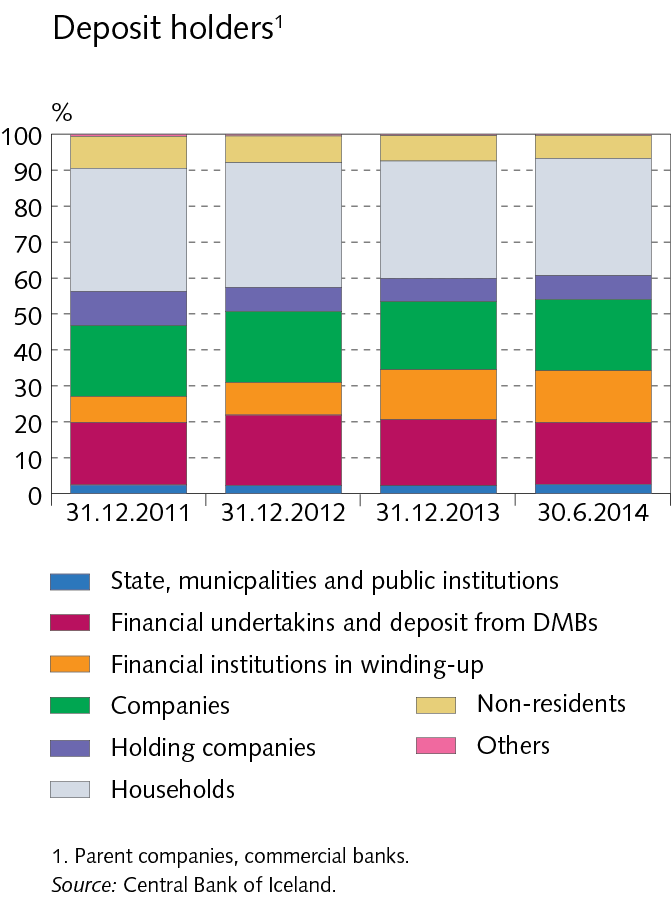 Deposit holders¹
%
100
90
80
70
60
50
40
30
20
10
0
31.12.2011 31.12.2012 31.12.2013 30.6.2014
State, municpalities and public institutions
Financial undertakins and deposit from DMBs
Financial institutions in winding-up
Companies Non-residents
Holding companies Others
Households
1. Parent companies, commercial banks.
Source: Central Bank of Iceland.